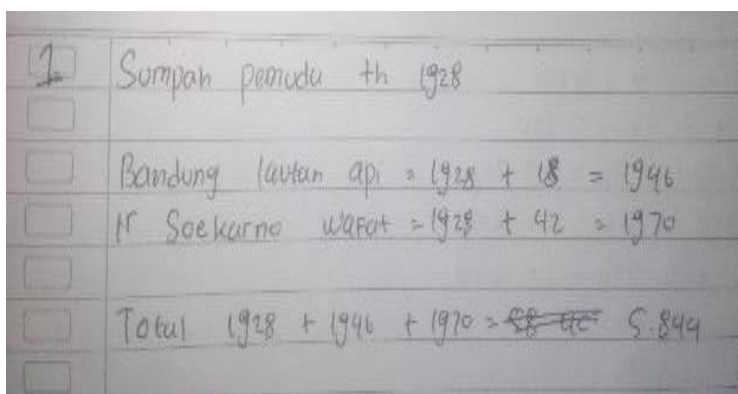 1 Sumpah pemuda th 1928
Bandung lautan api = 1928 + 18 = 1946
Ir Soekarno wafat = 1928 + 42 = 1970
Total 1928 + 1946 + 1970 = 5.844